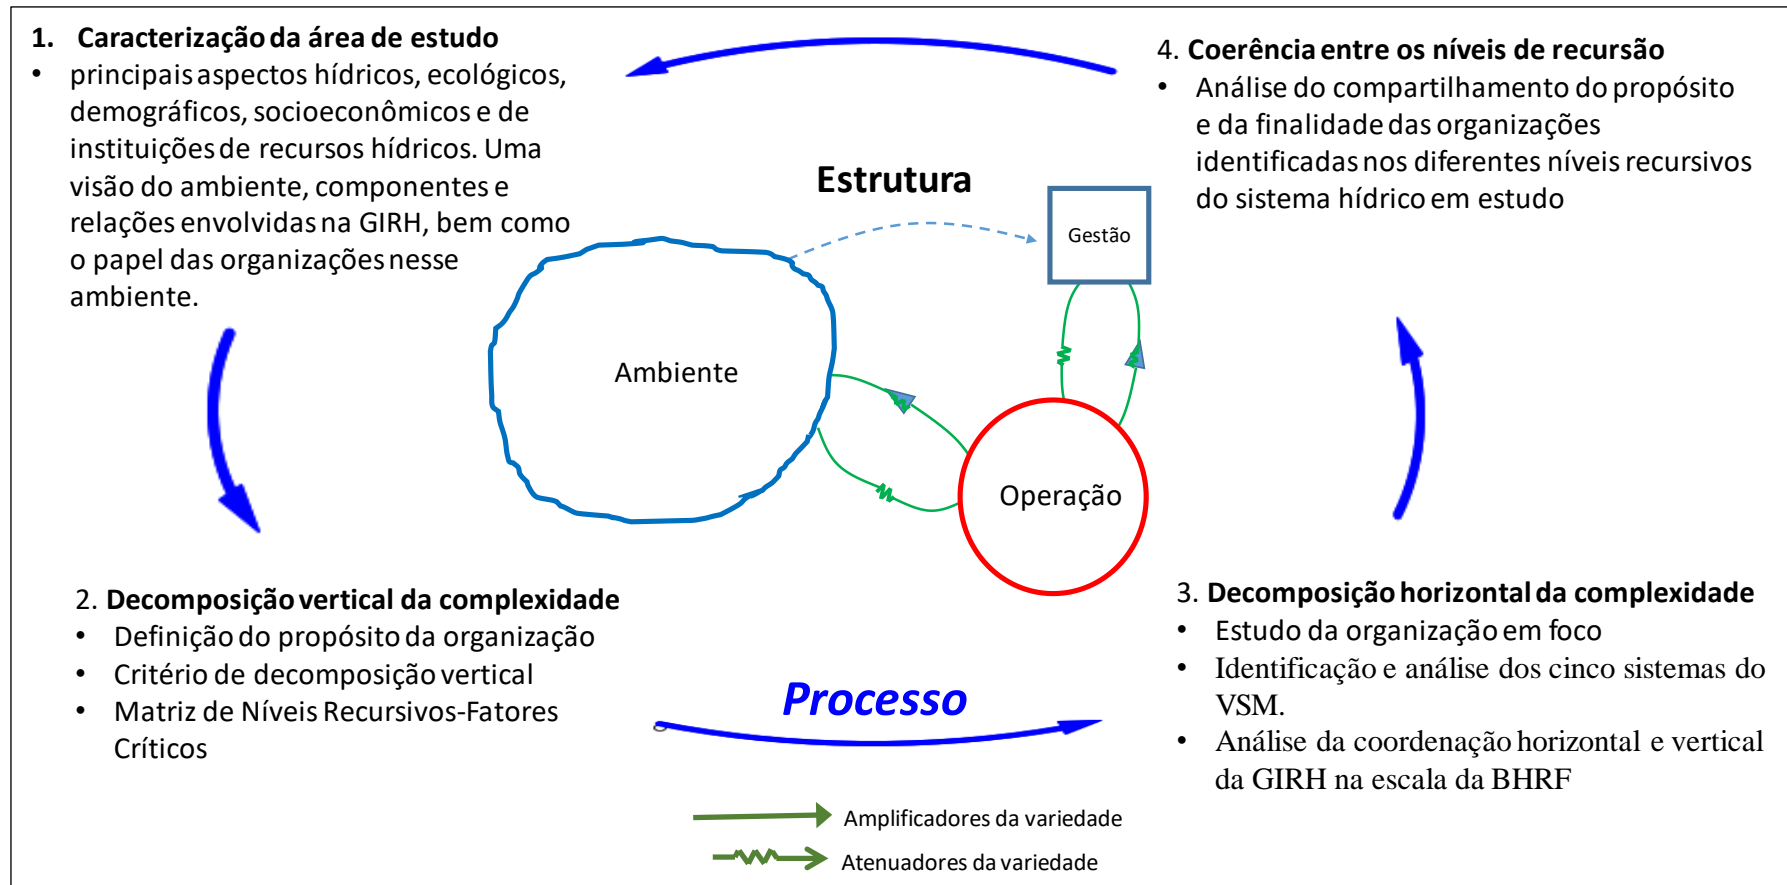 1. Caracterização da área de estudo
• principais aspectos hídricos, ecológicos,
demográficos, socioeconômicos e de
instituições de recursos hídricos. Uma
visão do ambiente, componentes e
relações envolvidas na GIRH, bem como
o papel das organizações nesse
ambiente.
4. Coerência entre os níveis de recursão
• Análise do compartilhamento do propósito
e da finalidade das organizações
identificadas nos diferentes níveis recursivos
do sistema hídrico em estudo
Estrutura
Gestão
Ambiente
Operação
2. Decomposição vertical da complexidade
• Definição do propósito da organização
• Critério de decomposição vertical
• Matriz de Níveis Recursivos-Fatores
Críticos
Processo
3. Decomposição horizontal da complexidade
• Estudo da organização em foco
• Identificação e análise dos cinco sistemas do
VSM.
• Análise da coordenação horizontal e vertical
da GIRH na escala da BHRF
Amplificadores da variedade
Atenuadores da variedade